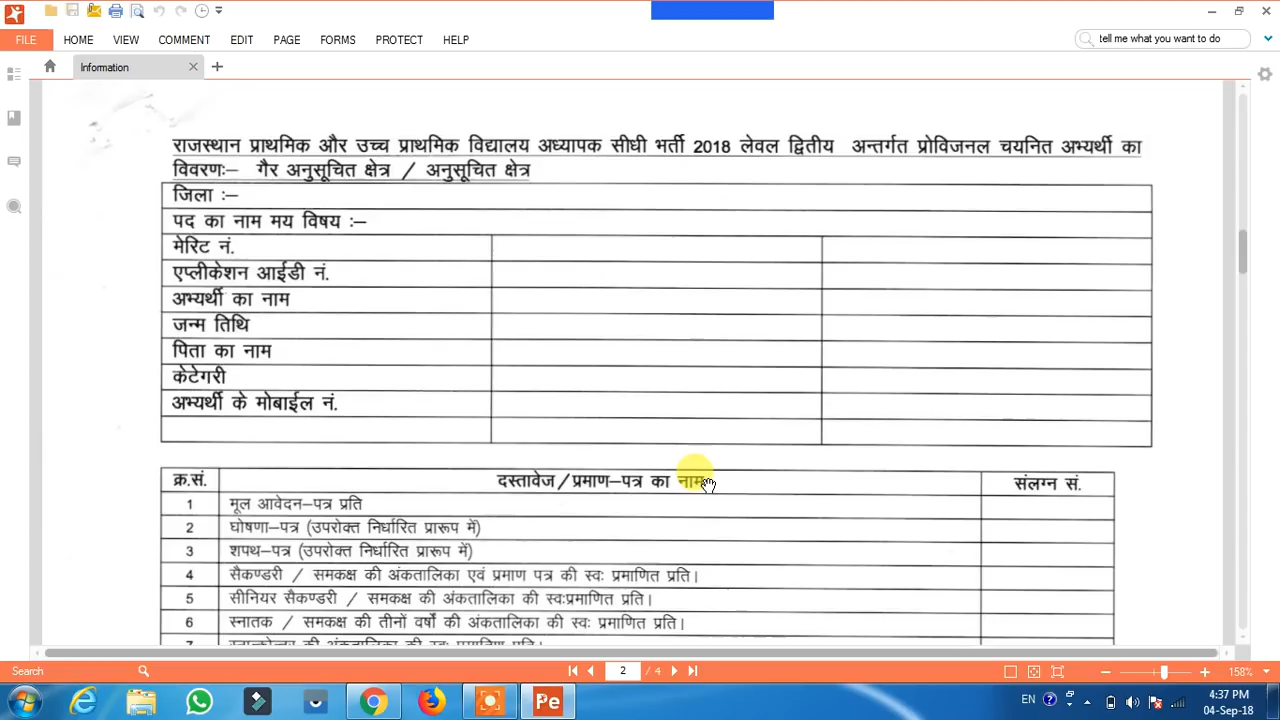 FILE HOME VIEW COMMENT EDIT PAGE FORMS PROTECT HELP tell me what you want to do
Information
राजस्थान प्राथमिक और उच्च प्राथमिक विद्यालय अध्यापक सीधी भर्ती 2018 लेवल द्वितीय अन्तर्गत प्रोविजनल चयनित अभ्यर्थी का
विवरणः– गैर अनुसूचित क्षेत्र / अनुसूचित क्षेत्र
जिला :–
पद का नाम मय विषय :–
मेरिट नं.
एप्लीकेशन आईडी नं.
अभ्यर्थी का नाम
जन्म तिथि
पिता का नाम
केटेगरी
अभ्यर्थी के मोबाईल नं.
क्र.सं. दस्तावेज/प्रमाण–पत्र का नाम संलग्न सं.
1 मूल आवेदन–पत्र प्रति
2 घोषणा–पत्र (उपरोक्त निर्धारित प्रारूप में)
3 शपथ–पत्र (उपरोक्त निर्धारित प्रारूप में)
4 सैकण्डरी / समकक्ष की अंकतालिका एवं प्रमाण पत्र की स्वः प्रमाणित प्रति।
5 सीनियर सैकण्डरी / समकक्ष की अंकतालिका की स्वःप्रमाणित प्रति।
6 स्नातक / समकक्ष की तीनों वर्षो की अंकतालिका की स्वः प्रमाणित प्रति।
Search 2 / 4 158%
EN 4:37 PM
04-Sep-18